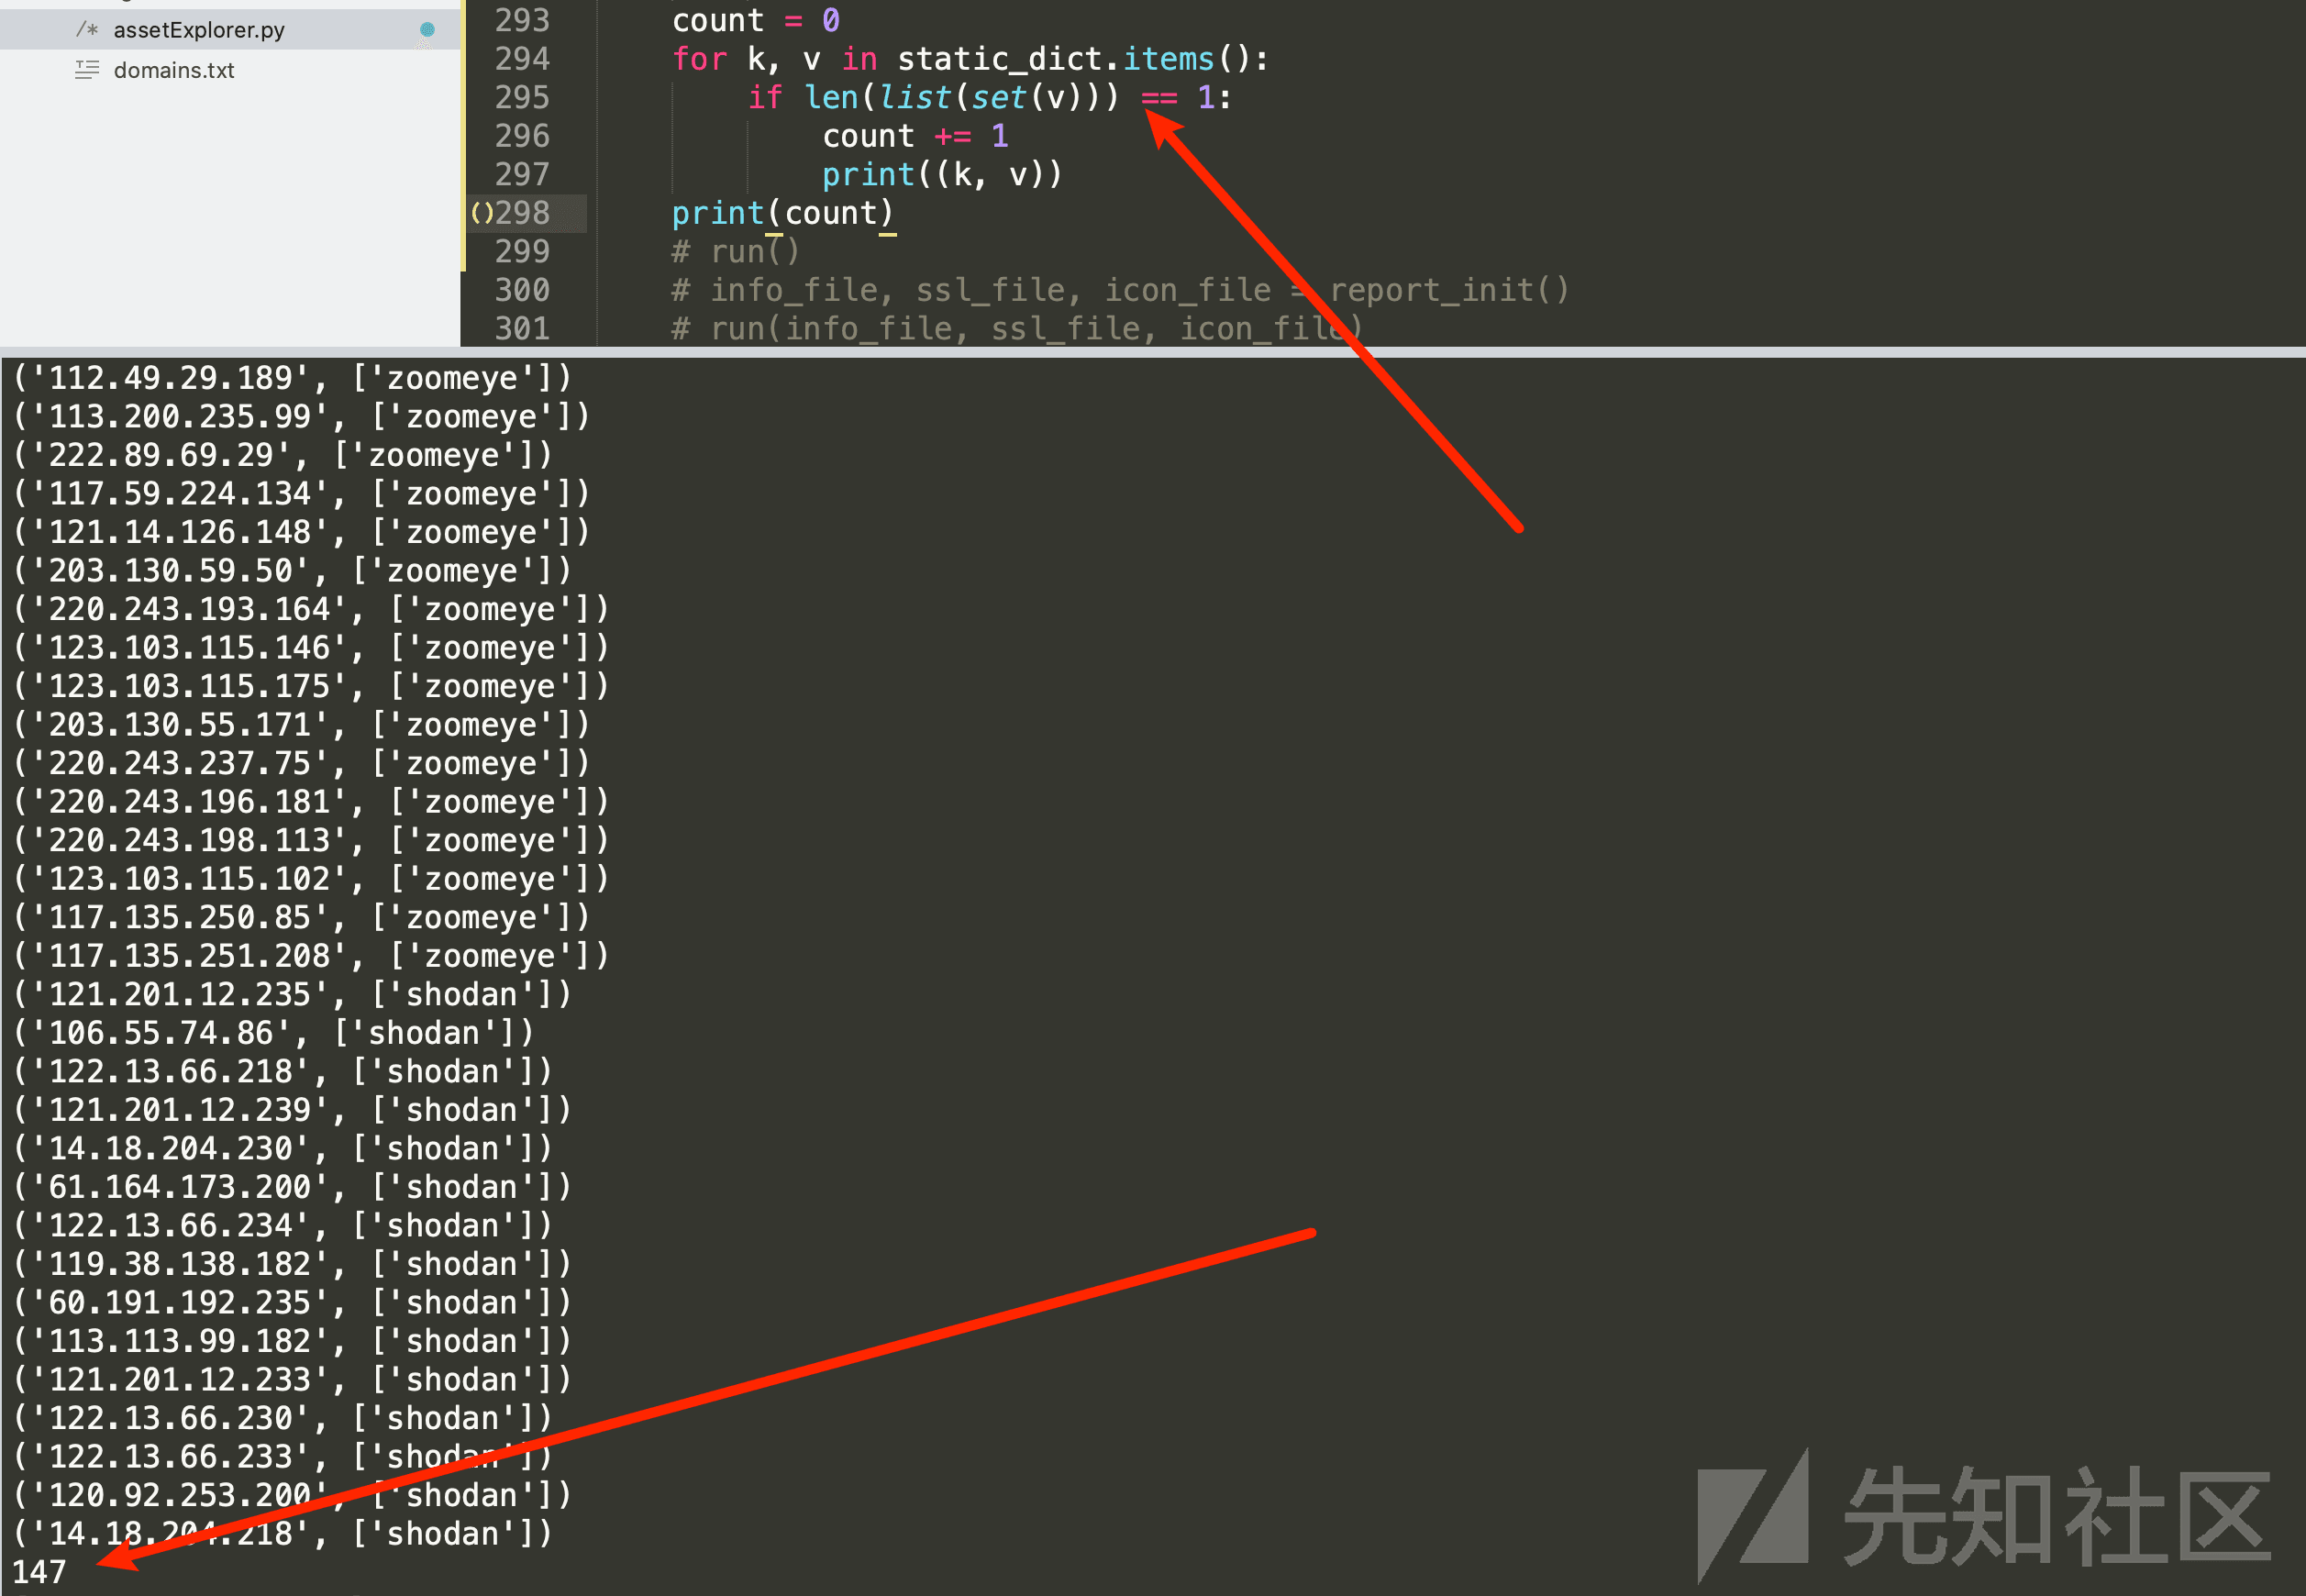 /* assetExplorer.py
domains.txt
293 count = 0
294 for k, v in static_dict.items():
295 if len(list(set(v))) == 1:
296 count += 1
297 print((k, v))
()298 print(count)
299 # run()
300 # info_file, ssl_file, icon_file = report_init()
301 # run(info_file, ssl_file, icon_file)
('112.49.29.189', ['zoomeye'])
('113.200.235.99', ['zoomeye'])
('222.89.69.29', ['zoomeye'])
('117.59.224.134', ['zoomeye'])
('121.14.126.148', ['zoomeye'])
('203.130.59.50', ['zoomeye'])
('220.243.193.164', ['zoomeye'])
('123.103.115.146', ['zoomeye'])
('123.103.115.175', ['zoomeye'])
('203.130.55.171', ['zoomeye'])
('220.243.237.75', ['zoomeye'])
('220.243.196.181', ['zoomeye'])
('220.243.198.113', ['zoomeye'])
('123.103.115.102', ['zoomeye'])
('117.135.250.85', ['zoomeye'])
('117.135.251.208', ['zoomeye'])
('121.201.12.235', ['shodan'])
('106.55.74.86', ['shodan'])
('122.13.66.218', ['shodan'])
('121.201.12.239', ['shodan'])
('14.18.204.230', ['shodan'])
('61.164.173.200', ['shodan'])
('122.13.66.234', ['shodan'])
('119.38.138.182', ['shodan'])
('60.191.192.235', ['shodan'])
('113.113.99.182', ['shodan'])
('121.201.12.233', ['shodan'])
('122.13.66.230', ['shodan'])
('122.13.66.233', ['shodan'])
('120.92.253.200', ['shodan'])
('14.18.204.218', ['shodan'])
147
先知社区